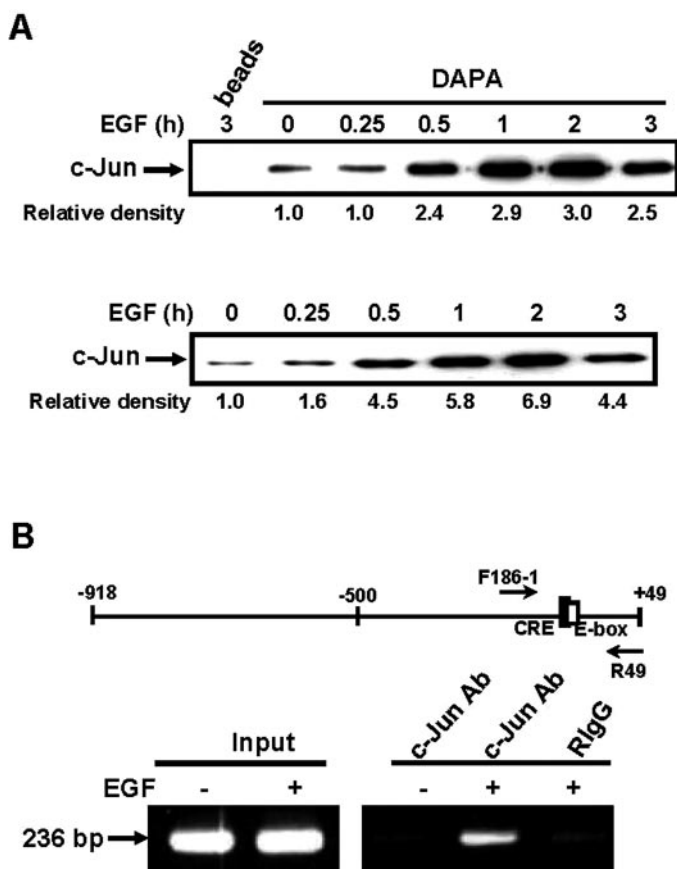 A
beads
DAPA
EGF (h) 3 0 0.25 0.5 1 2 3
c-Jun
Relative density 1.0 1.0 2.4 2.9 3.0 2.5
EGF (h) 0 0.25 0.5 1 2 3
c-Jun
Relative density 1.0 1.6 4.5 5.8 6.9 4.4
B
F186-1
-918 -500 +49
CRE E-box
R49
Input c-Jun Ab c-Jun Ab RIgG
EGF - + - + +
236 bp